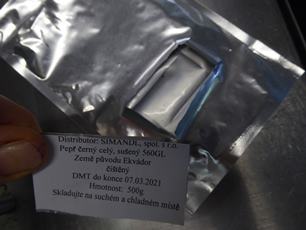 Distributor: SIMANDL, spol. s r.o.
Pepř černý celý, sušený 560GL
Země původu Ekvádor
čištěný
DMT do konce 07.03.2021
Hmotnost: 500g
Skladujte na suchém a chladném místě